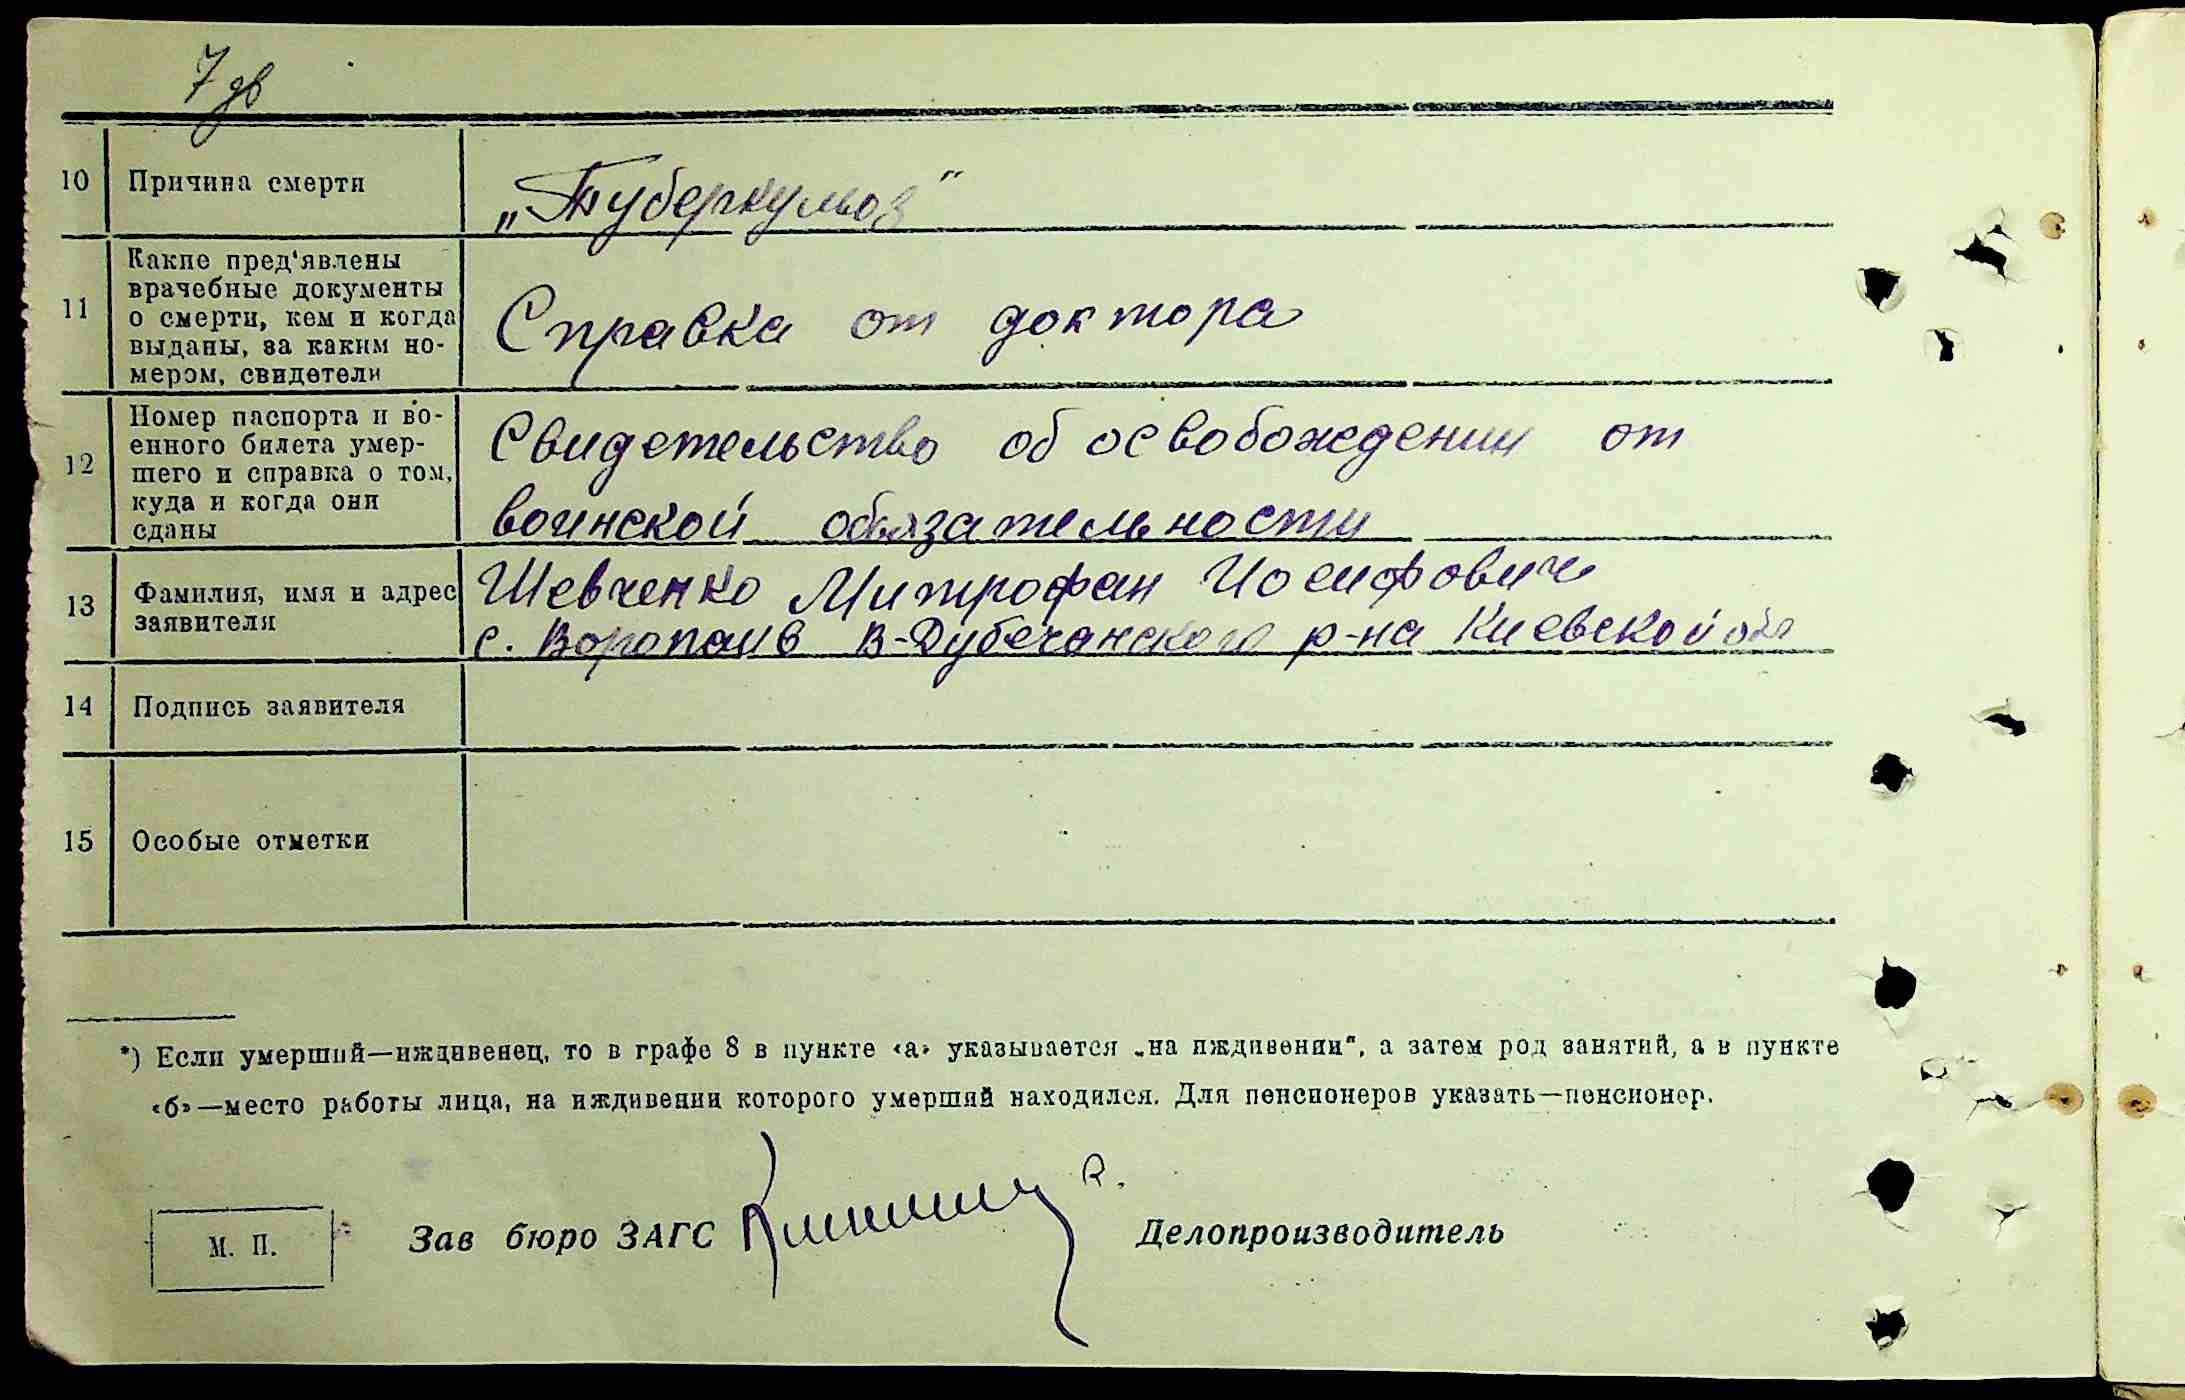 7 дв
10 Причина смерти „Туберкульоз"
11 Какие пред'явлены
врачебные документы
о смерти, кем и когда
выданы, за каким но-
мером, свидетели
Справка от доктора
12 Номер паспорта и во-
енного билета умер-
шего и справка о том,
куда и когда они
сданы
Свидетельство об освобождении от
воинской обязательности
13 Фамилия, имя и адрес
заявителя
Шевченко Митрофан Иосифович
с. Воропаив В-Дубечанского р-на Киевской обл
14 Подпись заявителя
15 Особые отметки
*) Если умерший—иждивенец, то в графе 8 в пункте «а» указывается „на иждивении", а затем род занятий, а в пункте
«б»—место работы лица, на иждивении которого умерший находился. Для пенсионеров указать—пенсионер.
М. П.
Зав бюро ЗАГС
Делопроизводитель